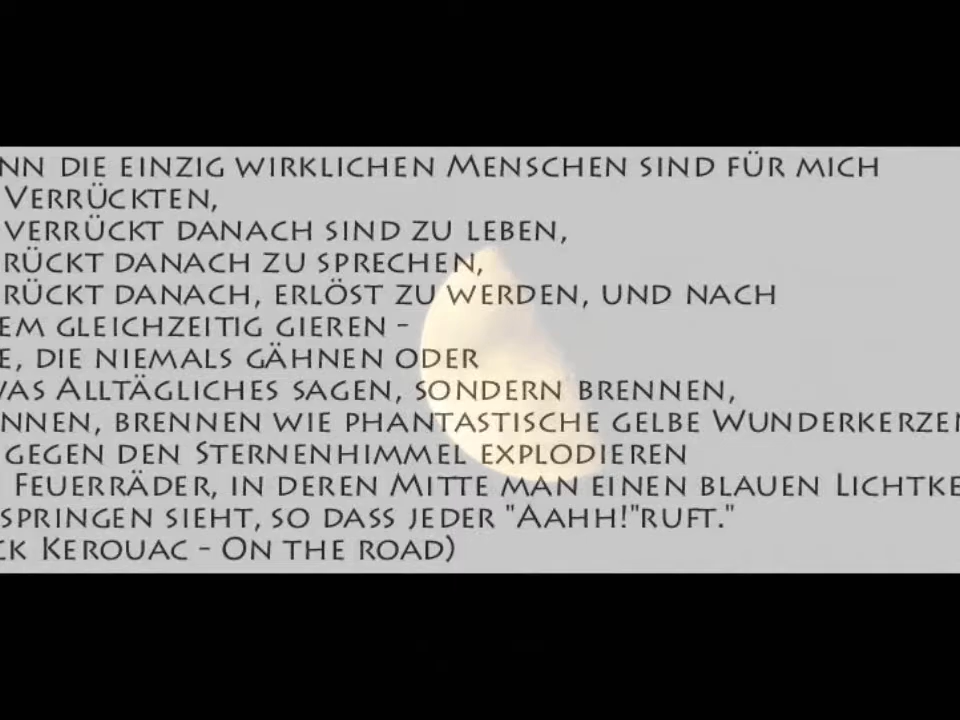 NN DIE EINZIG WIRKLICHEN MENSCHEN SIND FÜR MICH
VERRÜCKTEN,
VERRÜCKT DANACH SIND ZU LEBEN,
RÜCKT DANACH ZU SPRECHEN,
RÜCKT DANACH, ERLÖST ZU WERDEN, UND NACH
EM GLEICHZEITIG GIEREN -
E, DIE NIEMALS GÄHNEN ODER
WAS ALLTÄGLICHES SAGEN, SONDERN BRENNEN,
NNEN, BRENNEN WIE PHANTASTISCHE GELBE WUNDERKERZEN
GEGEN DEN STERNENHIMMEL EXPLODIEREN
FEUERRÄDER, IN DEREN MITTE MAN EINEN BLAUEN LICHTKE
SPRINGEN SIEHT, SO DASS JEDER "AAHH!"RUFT."
CK KEROUAC - ON THE ROAD)